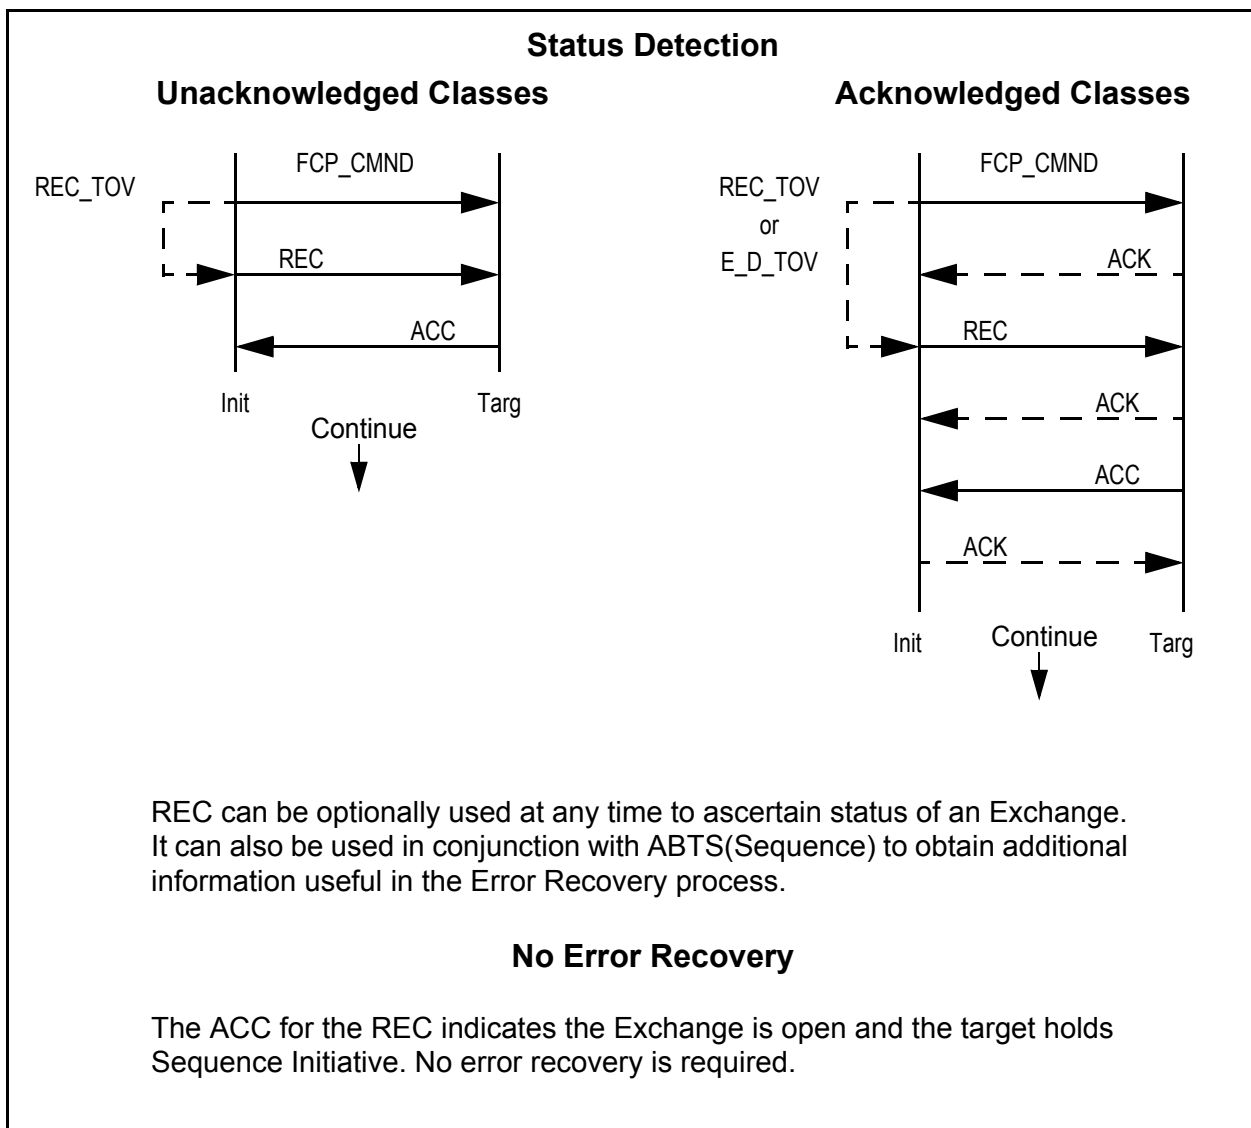 Status Detection
Unacknowledged Classes
FCP_CMND
REC_TOV
REC
ACC
Init
Targ
Continue
Acknowledged Classes
FCP_CMND
REC_TOV
or
E_D_TOV
ACK
REC
ACK
ACC
ACK
Init
Continue
Targ
REC can be optionally used at any time to ascertain status of an Exchange.
It can also be used in conjunction with ABTS(Sequence) to obtain additional
information useful in the Error Recovery process.
No Error Recovery
The ACC for the REC indicates the Exchange is open and the target holds
Sequence Initiative. No error recovery is required.